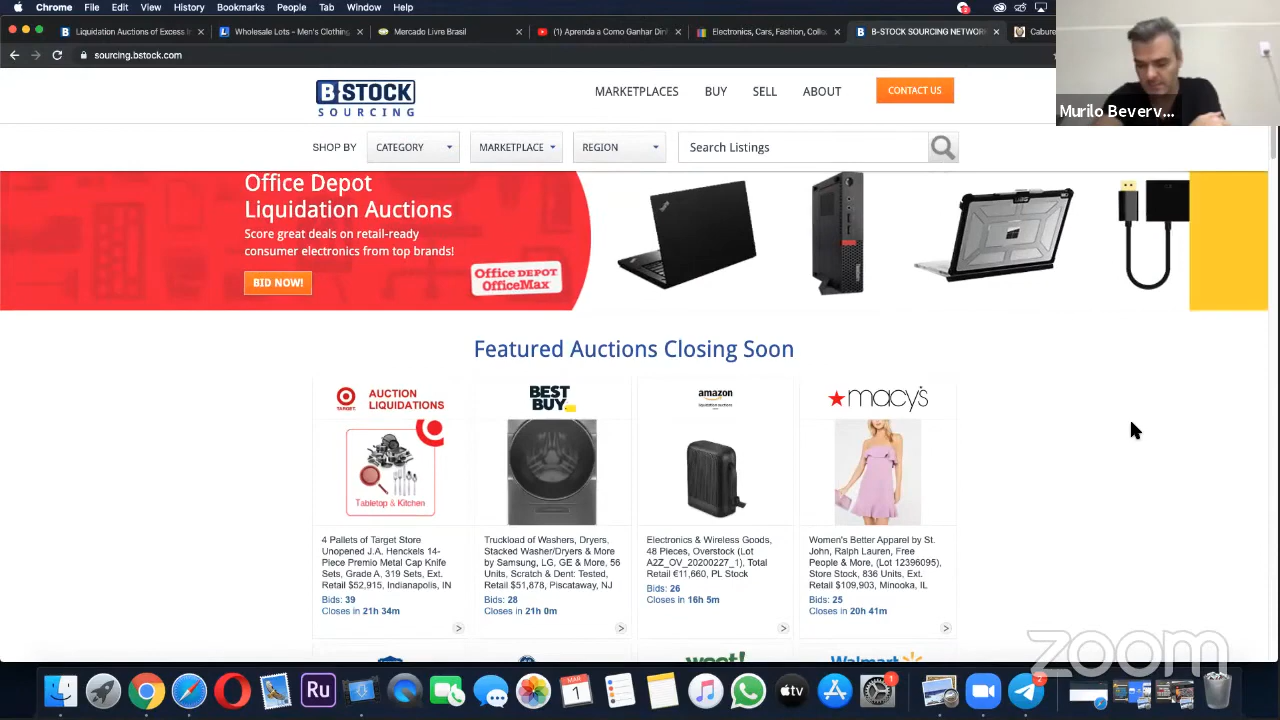 Chrome File Edit View History Bookmarks People Tab Window Help
Liquidation Auctions of Excess In
Wholesale Lots - Men's Clothing
Mercado Livre Brasil
(1) Aprenda a Como Ganhar Din
Electronics, Cars, Fashion, Colle
B-STOCK SOURCING NETWORK
Cabure
sourcing.bstock.com
Murilo Beverv...
B-STOCK
SOURCING
MARKETPLACES BUY SELL ABOUT CONTACT US
SHOP BY CATEGORY MARKETPLACE REGION Search Listings
Office Depot
Liquidation Auctions
Score great deals on retail-ready
consumer electronics from top brands!
BID NOW!
Office DEPOT
OfficeMax
Featured Auctions Closing Soon
TARGET
AUCTION
LIQUIDATIONS
Tabletop & Kitchen
4 Pallets of Target Store
Unopened J.A. Henckels 14-
Piece Premio Metal Cap Knife
Sets, Grade A, 319 Sets, Ext.
Retail $52,915, Indianapolis, IN
Bids: 39
Closes in 21h 34m
BEST
BUY
Truckload of Washers, Dryers,
Stacked Washer/Dryers & More
by Samsung, LG, GE & More, 56
Units, Scratch & Dent: Tested,
Retail $51,878, Piscataway, NJ
Bids: 28
Closes in 21h 0m
amazon
liquidation auctions
Electronics & Wireless Goods,
48 Pieces, Overstock (Lot
A2Z_OV_20200227_1), Total
Retail €11,660, PL Stock
Bids: 26
Closes in 16h 5m
macy's
Women's Better Apparel by St.
John, Ralph Lauren, Free
People & More, (Lot 12396095),
Store Stock, 836 Units, Ext.
Retail $109,903, Minooka, IL
Bids: 25
Closes in 20h 41m
woot!
Walmart
zoom
Ru
MAR
1
tv
1
2